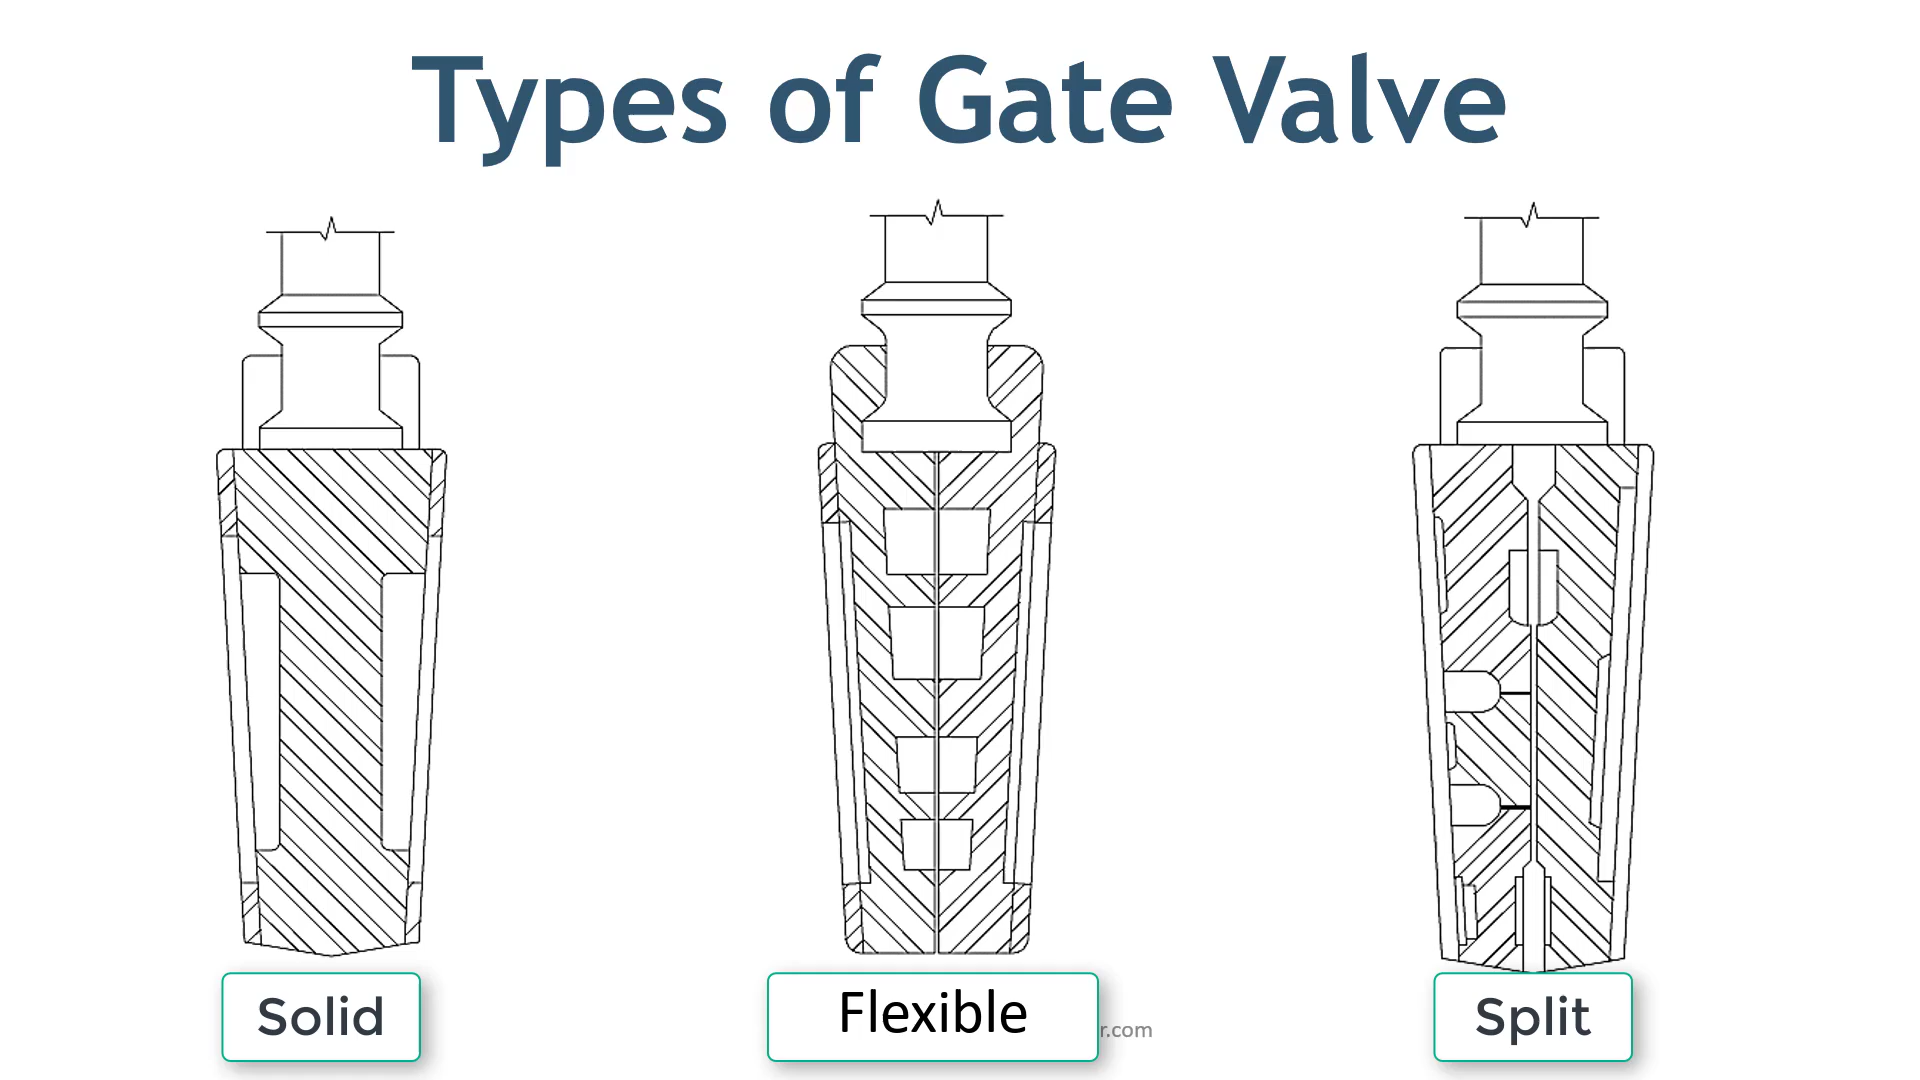 Types of Gate Valve
Solid
Flexible
r.com
Split